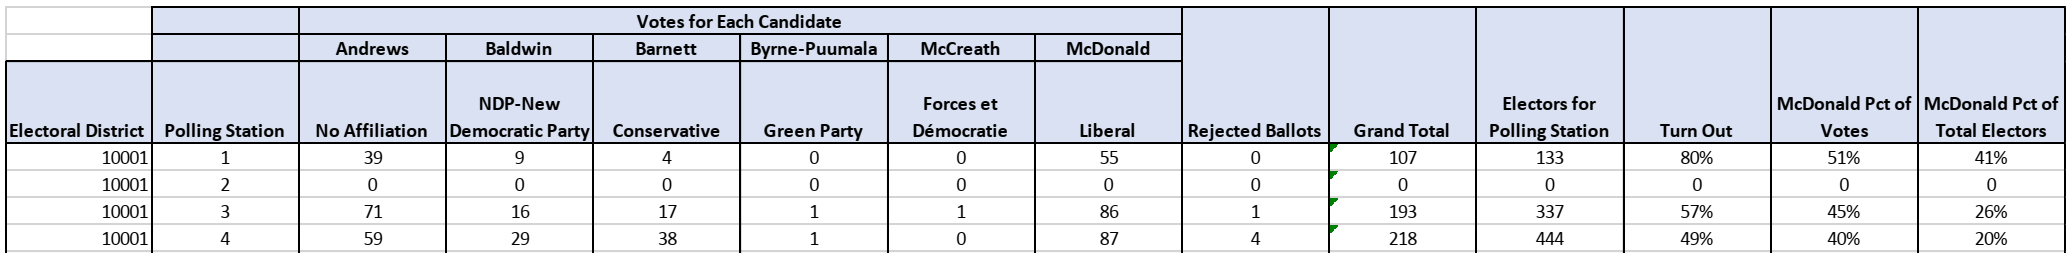 Votes for Each Candidate
Andrews Baldwin Barnett Byrne-Puumala McCreath McDonald
NDP-New Forces et Electors for McDonald Pct of McDonald Pct of
Electoral District Polling Station No Affiliation Democratic Party Conservative Green Party Démocratie Liberal Rejected Ballots Grand Total Polling Station Turn Out Votes Total Electors
10001 1 39 9 4 0 0 55 0 107 133 80% 51% 41%
10001 2 0 0 0 0 0 0 0 0 0 0 0 0
10001 3 71 16 17 1 1 86 1 193 337 57% 45% 26%
10001 4 59 29 38 1 0 87 4 218 444 49% 40% 20%